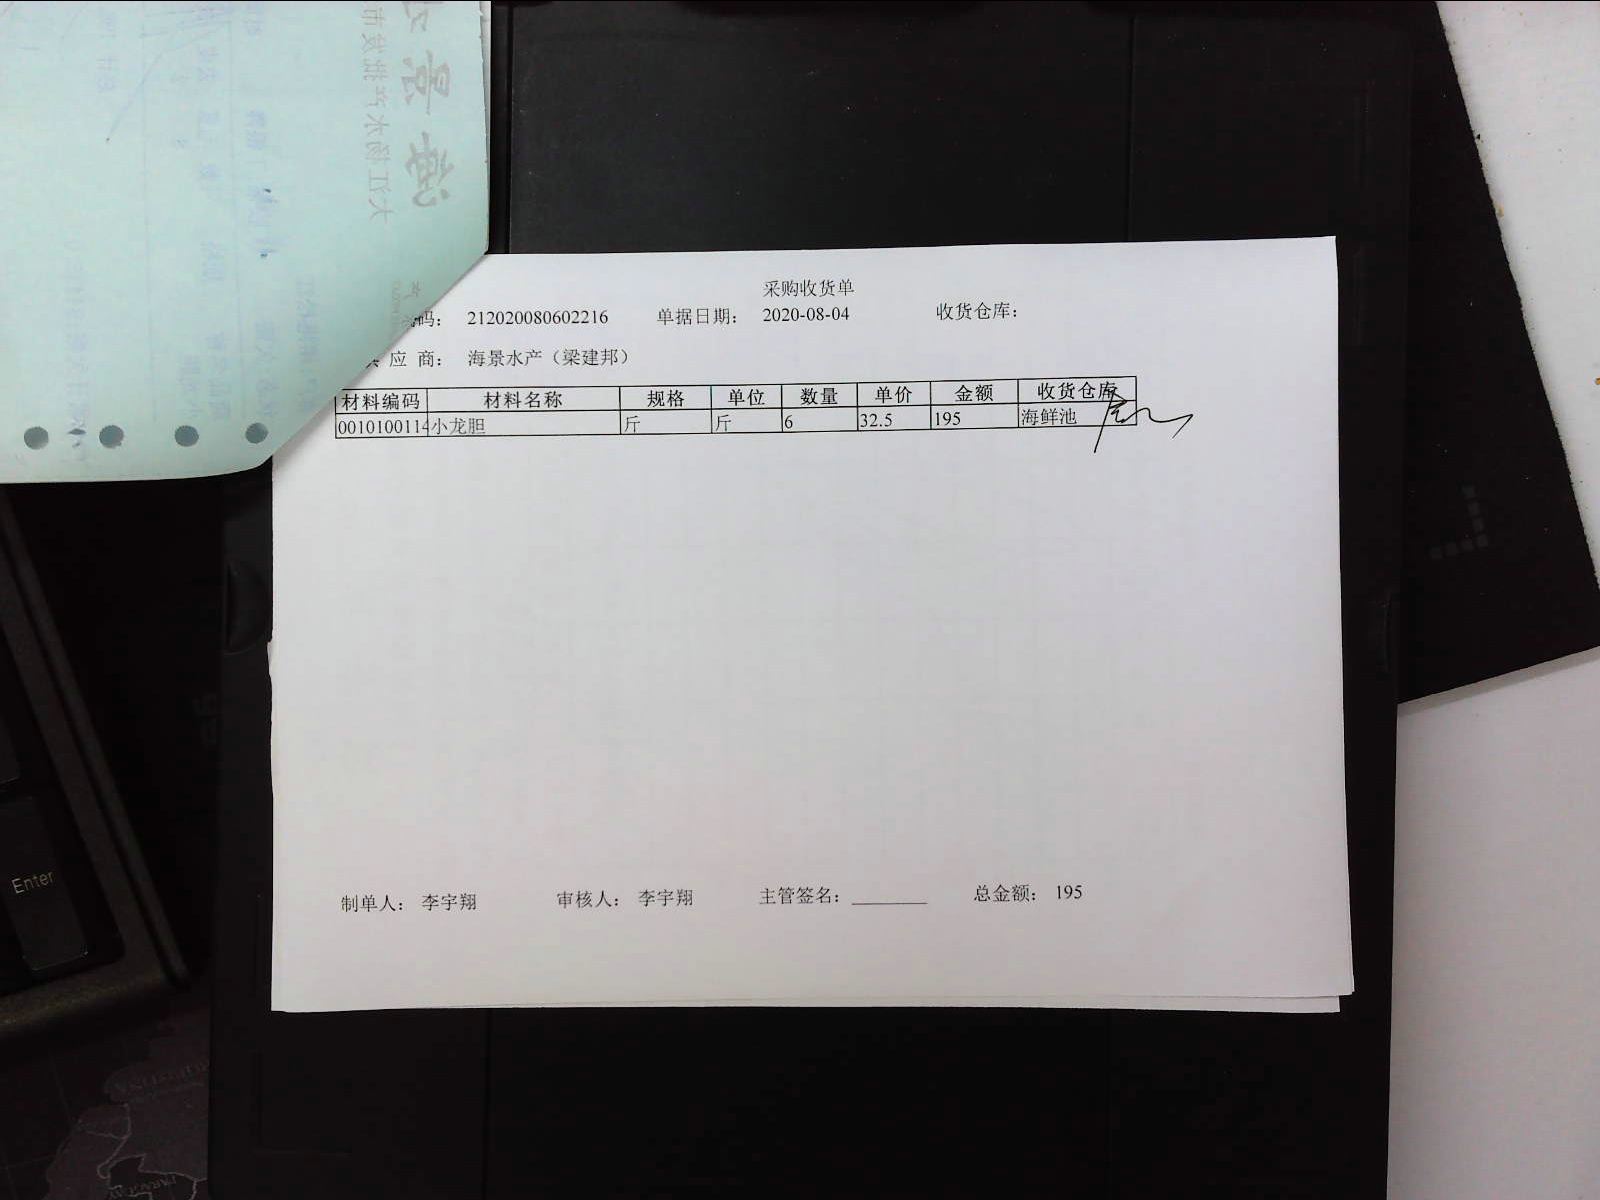 采购收货单
码: 212020080602216 单据日期: 2020-08-04 收货仓库:
应 商: 海景水产（梁建邦）
材料编码 材料名称 规格 单位 数量 单价 金额 收货仓库
0010100114 小龙胆 斤 斤 6 32.5 195 海鲜池
制单人: 李宇翔 审核人: 李宇翔 主管签名: 总金额: 195
Enter